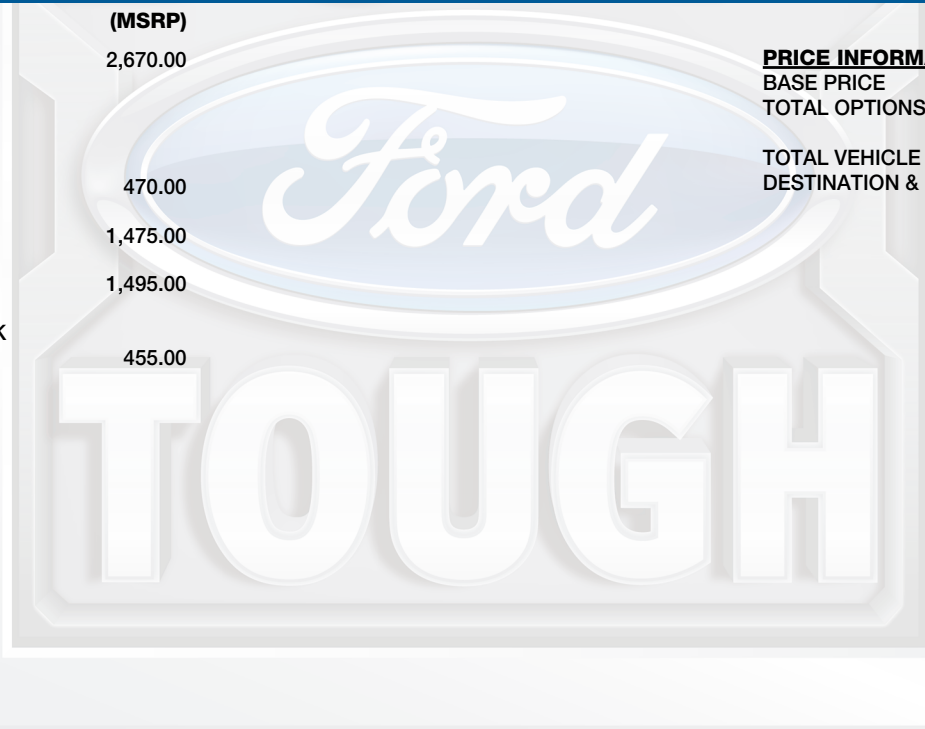 (MSRP)
2,670.00
470.00
1,475.00
1,495.00
K
455.00
PRICE INFORMA
BASE PRICE
TOTAL OPTIONS
TOTAL VEHICLE
DESTINATION &
Ford
TOUGH